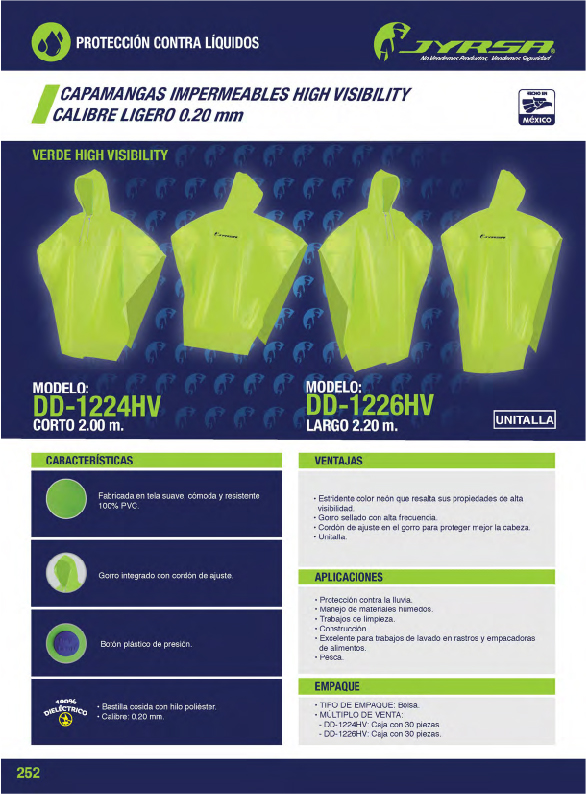 PROTECCIÓN CONTRA LÍQUIDOS
JYRSA®
No Vendemos Productos, Vendemos Seguridad
CAPAMANGAS IMPERMEABLES HIGH VISIBILITY
CALIBRE LIGERO 0.20 mm
HECHO EN
MÉXICO
VERDE HIGH VISIBILITY
JYRSA
JYRSA
MODELO:
DD-1224HV
CORTO 2.00 m.
MODELO:
DD-1226HV
LARGO 2.20 m.
UNITALLA
CARACTERÍSTICAS
Fabricada en tela suave cómoda y resistente
100% PVC.
Gorro integrado con cordón de ajuste.
Botón plástico de presión.
100%
DIELÉCTRICO
• Bastilla cosida con hilo poliéster.
• Calibre: 0.20 mm.
VENTAJAS
• Estridente color neón que resalta sus propiedades de alta
visibilidad.
• Gorro sellado con alta frecuencia.
• Cordón de ajuste en el gorro para proteger mejor la cabeza.
• Unitalla.
APLICACIONES
• Protección contra la lluvia.
• Manejo de materiales húmedos.
• Trabajos de limpieza.
• Construcción.
• Excelente para trabajos de lavado en rastros y empacadoras
de alimentos.
• Pesca.
EMPAQUE
• TIPO DE EMPAQUE: Bolsa.
• MÚLTIPLO DE VENTA:
- DD-1224HV: Caja con 30 piezas
- DD-1226HV: Caja con 30 piezas.
252